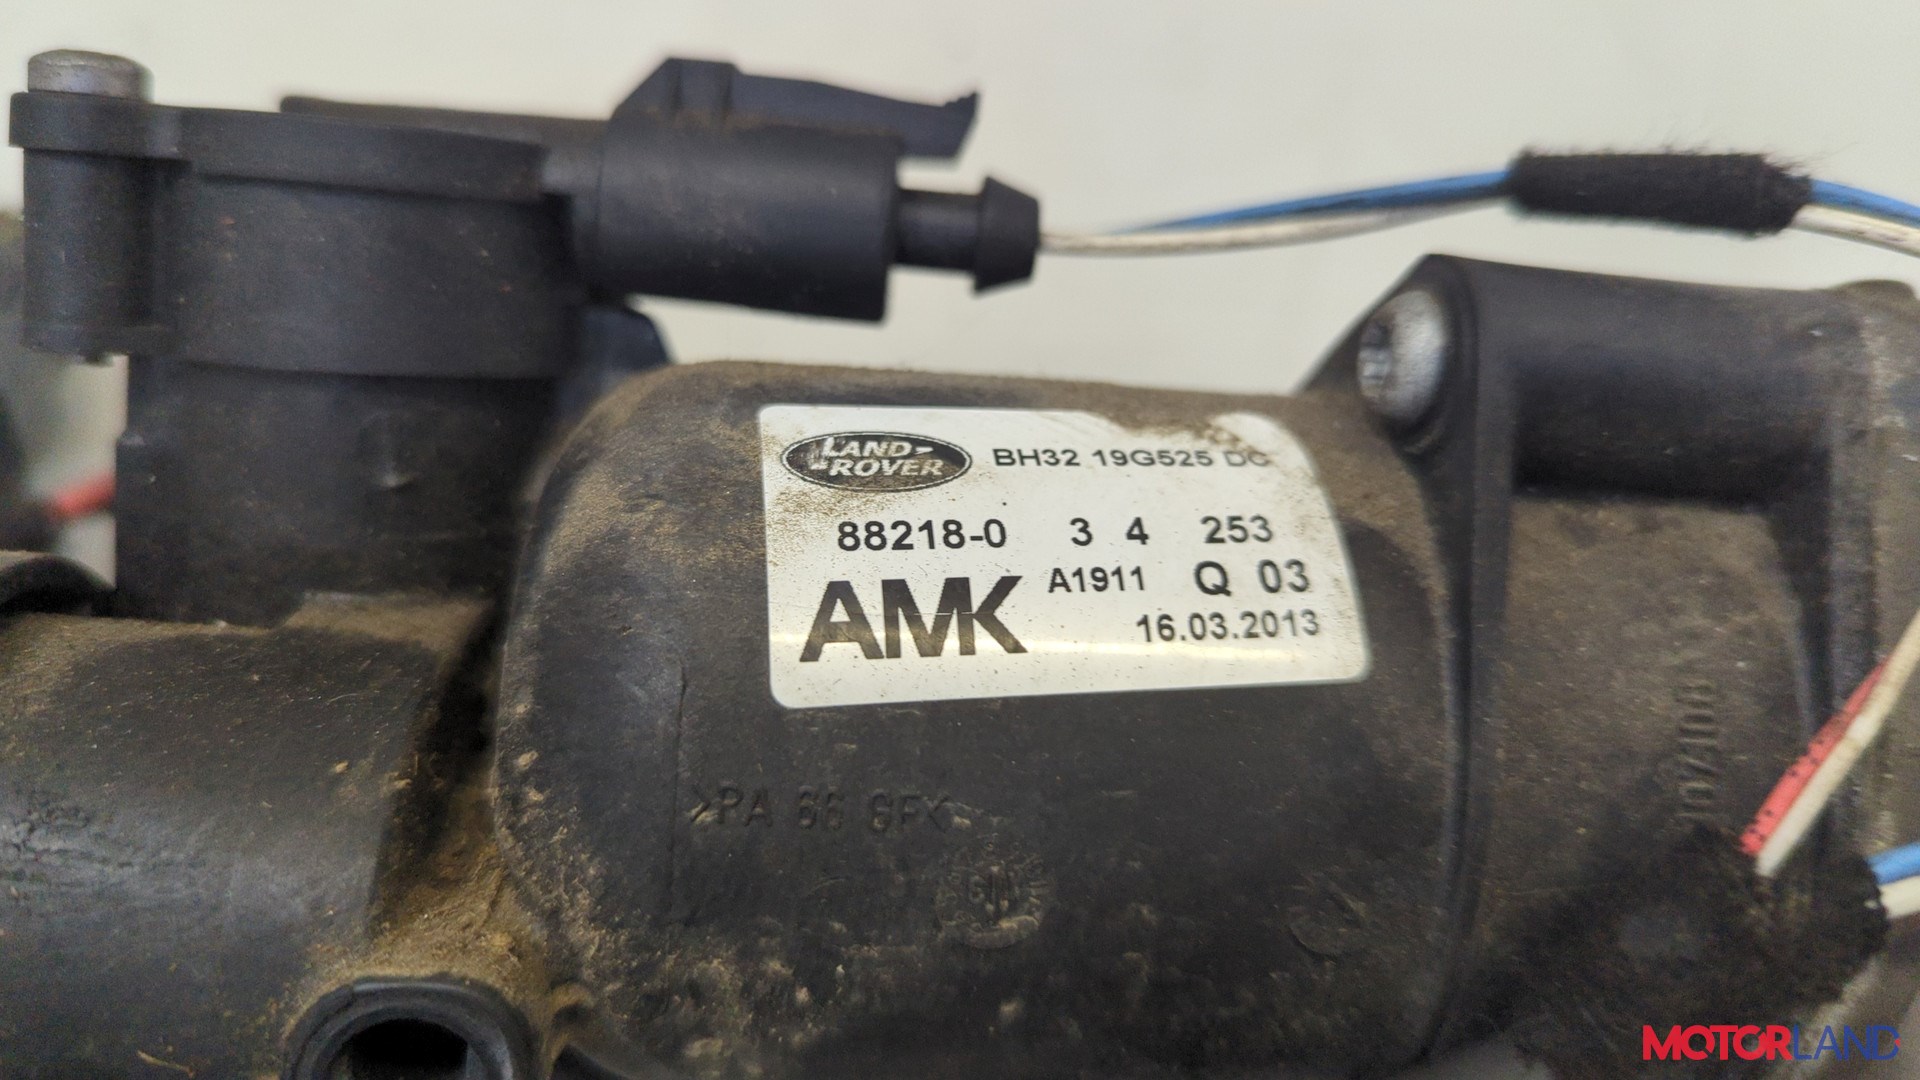 LAND ROVER
BH32 19G525 DC
88218-0 3 4 253
AMK A1911 Q 03
16.03.2013
>PA 66 GF<
MOTORLAND